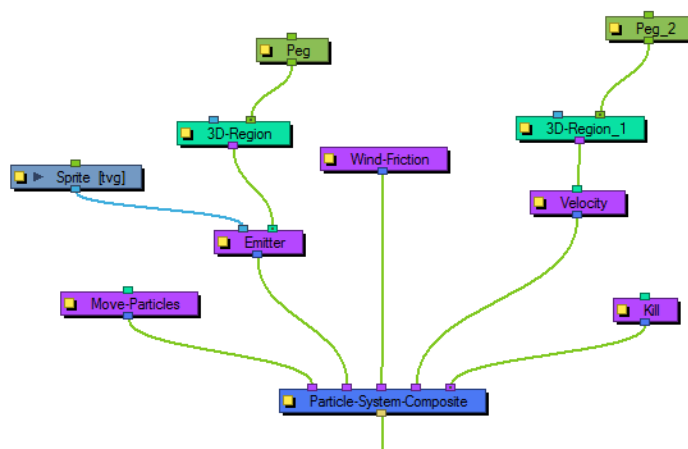 Peg
Peg_2
3D-Region
3D-Region_1
Wind-Friction
Sprite [tvg]
Velocity
Emitter
Move-Particles
Kill
Particle-System-Composite